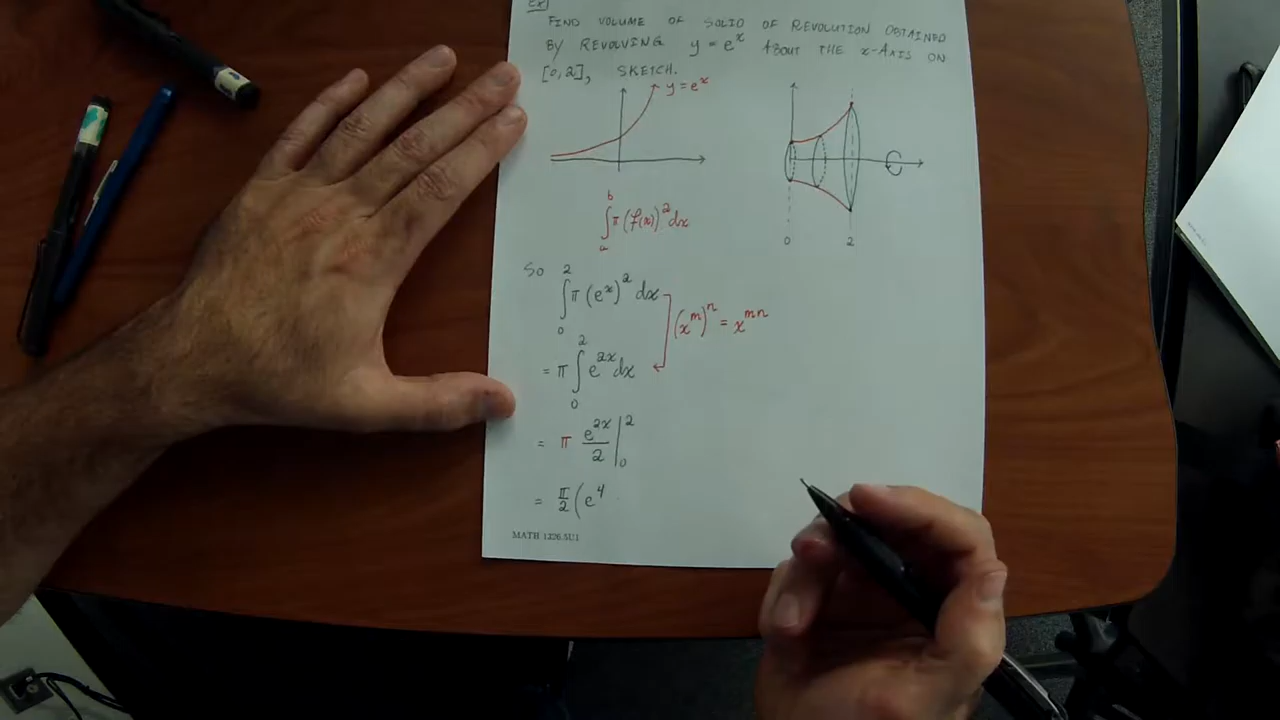 Ex
FIND VOLUME OF SOLID OF REVOLUTION OBTAINED
BY REVOLVING y = e^x ABOUT THE x-AXIS ON
[0,2], SKETCH.
y = e^x
0 2
∫_a^b π (f(x))^2 dx
So
∫_0^2 π (e^x)^2 dx
(x^m)^n = x^{mn}
= π ∫_0^2 e^{2x} dx
= π e^{2x}/2 |_0^2
= π/2 (e^4
MATH 1226.5U1